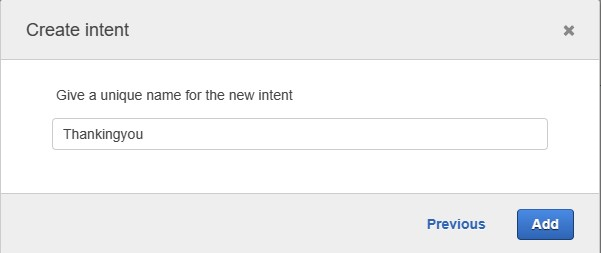 Create intent
Give a unique name for the new intent
Thankingyou
Previous Add